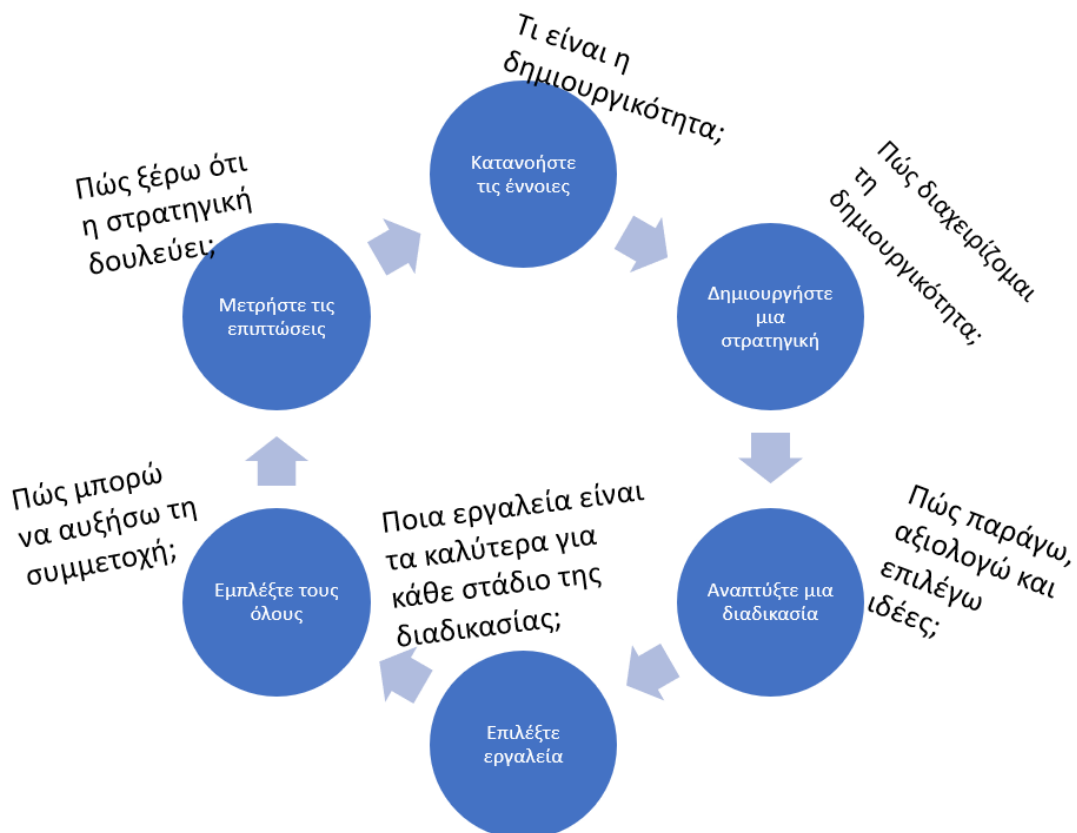 Τι είναι η
δημιουργικότητα;
Κατανοήστε
τις έννοιες
Πώς διαχειρίζομαι
τη
δημιουργικότητα;
Δημιουργήστε
μια
στρατηγική
Πώς παράγω,
αξιολογώ και
επιλέγω
ιδέες;
Αναπτύξτε μια
διαδικασία
Ποια εργαλεία είναι
τα καλύτερα για
κάθε στάδιο της
διαδικασίας;
Επιλέξτε
εργαλεία
Πώς μπορώ
να αυξήσω τη
συμμετοχή;
Εμπλέξτε τους
όλους
Πώς ξέρω ότι
η στρατηγική
δουλεύει;
Μετρήστε τις
επιπτώσεις